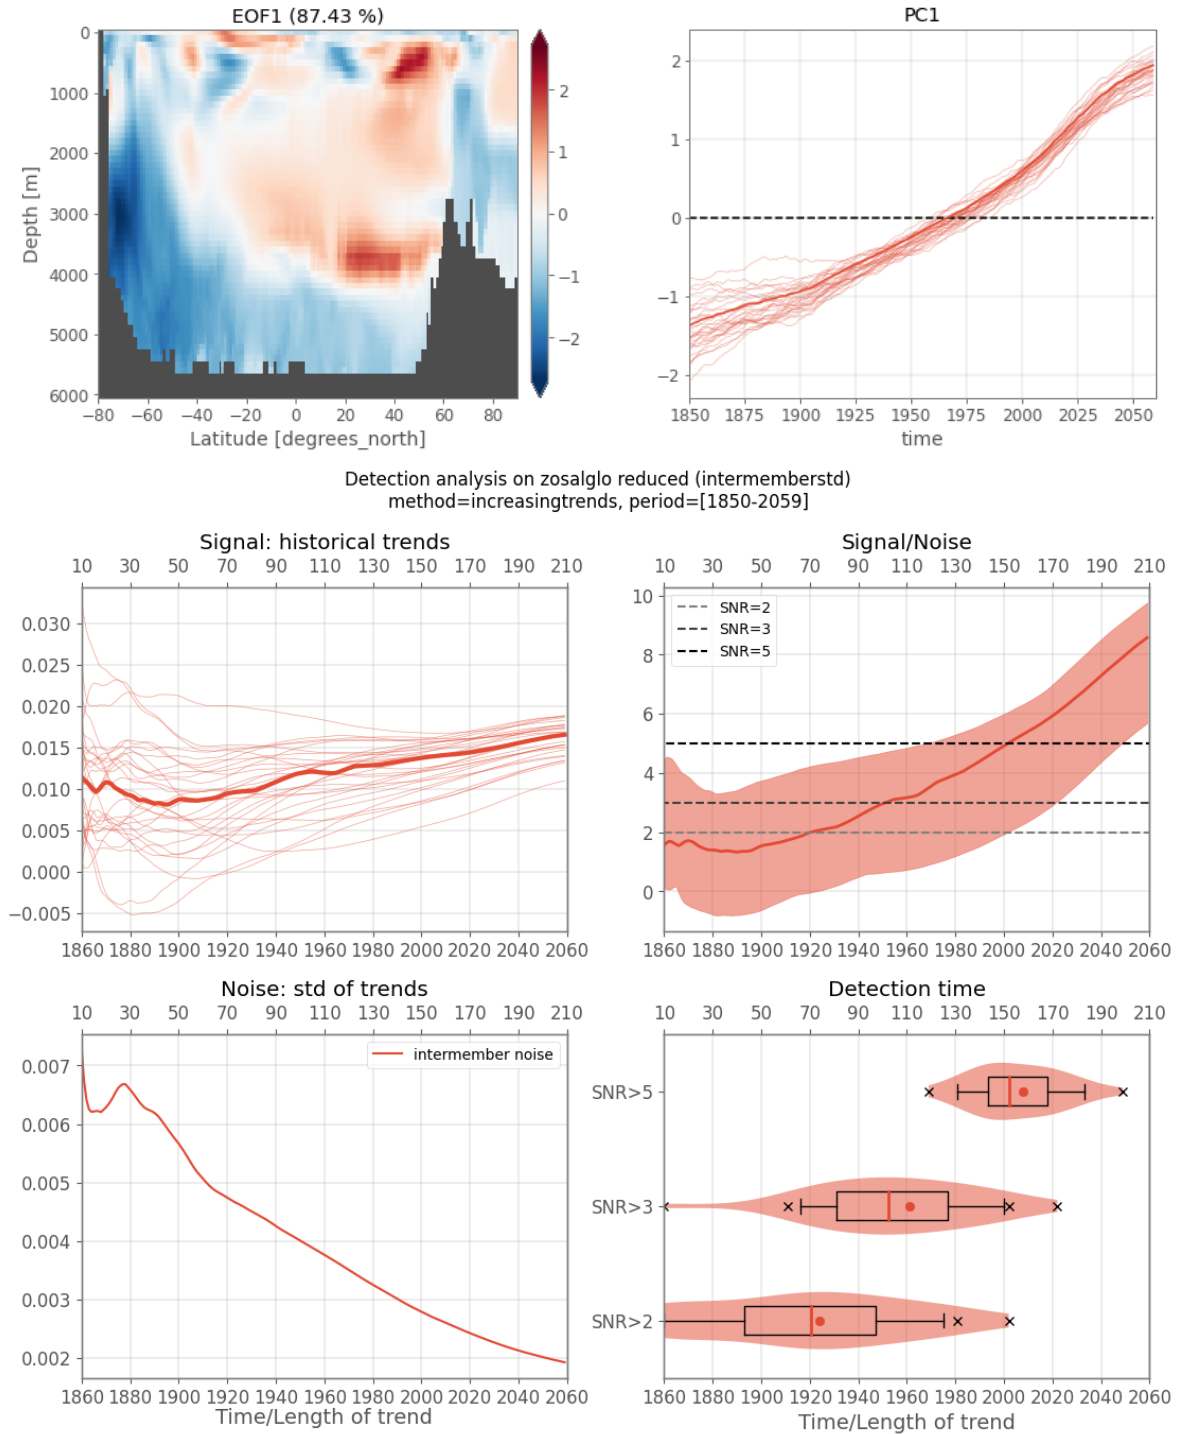 EOF1 (87.43 %)
0
1000
2000
3000
4000
5000
6000
Depth [m]
−80 −60 −40 −20 0 20 40 60 80
Latitude [degrees_north]
2
1
0
−1
−2
PC1
2
1
0
−1
−2
1850 1875 1900 1925 1950 1975 2000 2025 2050
time
Detection analysis on zosalglo reduced (intermemberstd)
method=increasingtrends, period=[1850-2059]
Signal: historical trends
10 30 50 70 90 110 130 150 170 190 210
0.030
0.025
0.020
0.015
0.010
0.005
0.000
−0.005
1860 1880 1900 1920 1940 1960 1980 2000 2020 2040 2060
Signal/Noise
10 30 50 70 90 110 130 150 170 190 210
10
8
6
4
2
0
SNR=2
SNR=3
SNR=5
1860 1880 1900 1920 1940 1960 1980 2000 2020 2040 2060
Noise: std of trends
10 30 50 70 90 110 130 150 170 190 210
intermember noise
0.007
0.006
0.005
0.004
0.003
0.002
1860 1880 1900 1920 1940 1960 1980 2000 2020 2040 2060
Time/Length of trend
Detection time
10 30 50 70 90 110 130 150 170 190 210
SNR>5
SNR>3
SNR>2
1860 1880 1900 1920 1940 1960 1980 2000 2020 2040 2060
Time/Length of trend